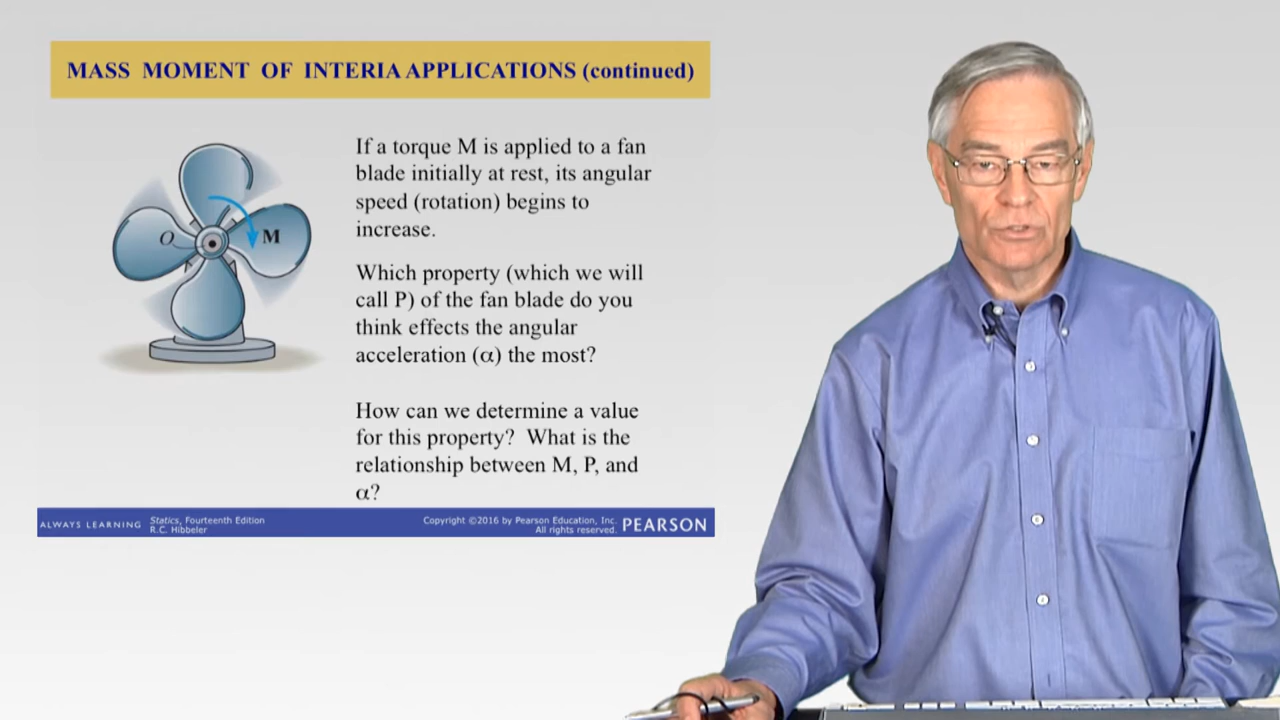 MASS MOMENT OF INTERIA APPLICATIONS (continued)
If a torque M is applied to a fan
blade initially at rest, its angular
speed (rotation) begins to
increase.
Which property (which we will
call P) of the fan blade do you
think effects the angular
acceleration (α) the most?
How can we determine a value
for this property? What is the
relationship between M, P, and
α?
O
M
ALWAYS LEARNING
Statics, Fourteenth Edition
R.C. Hibbeler
Copyright ©2016 by Pearson Education, Inc.
All rights reserved.
PEARSON